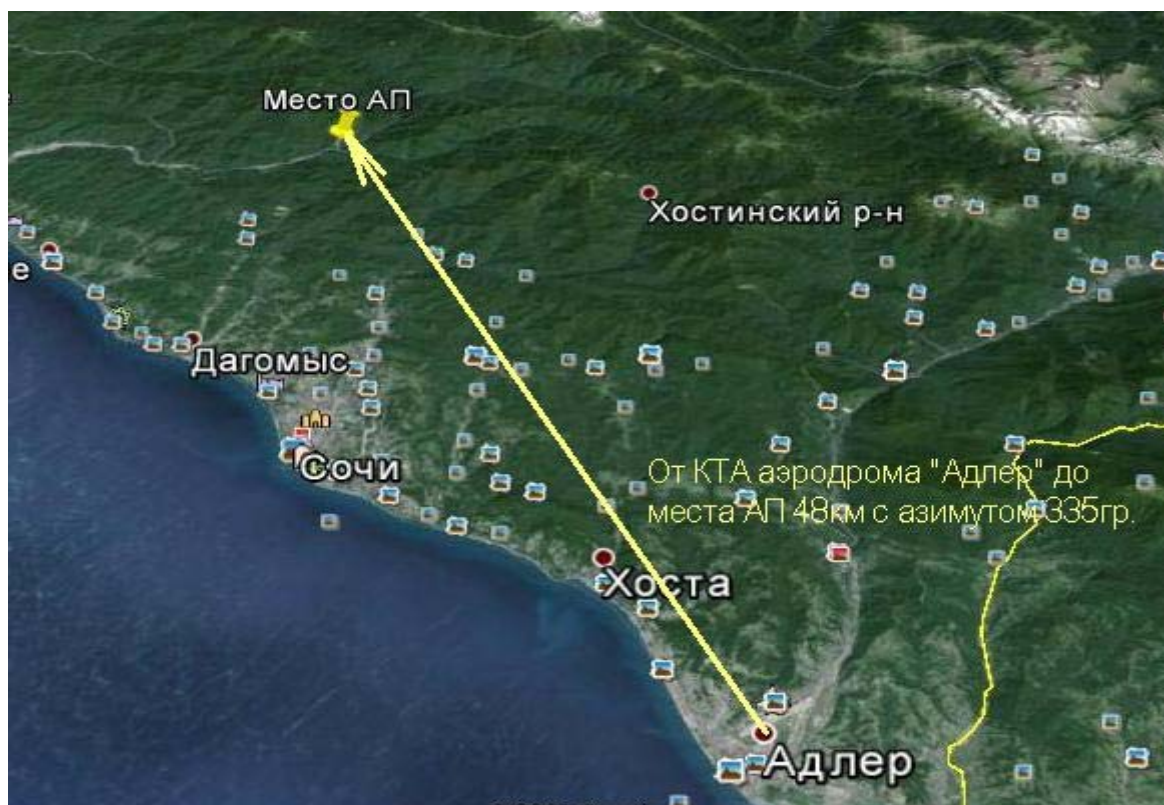 Место АП
Хостинский р-н
е
Дагомыс
Сочи
От КТА аэродрома "Адлер" до
места АП 48км с азимутом 335гр.
Хоста
Адлер